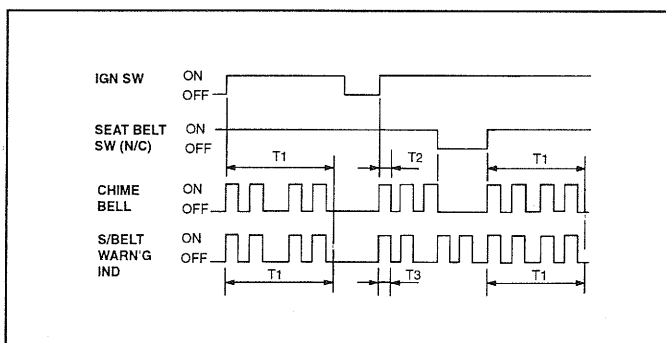 IGN SW ON
OFF
SEAT BELT ON
SW (N/C) OFF
T1 T2 T1
CHIME ON
BELL OFF
S/BELT ON
WARN'G OFF
IND
T1 T3 T1